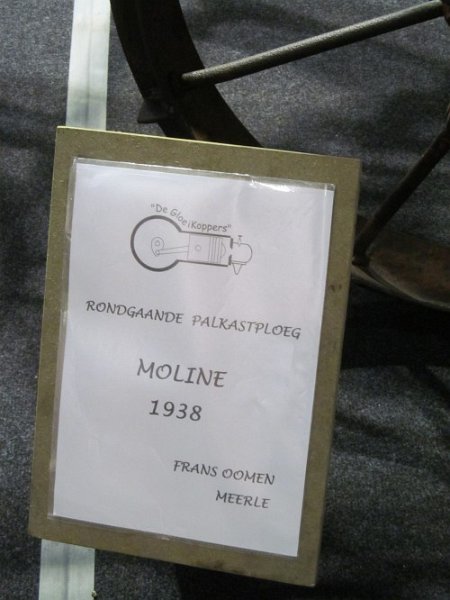 "De GloeiKoppers"
RONDGAANDE PALKASTPLOEG
MOLINE
1938
FRANS OOMEN
MEERLE